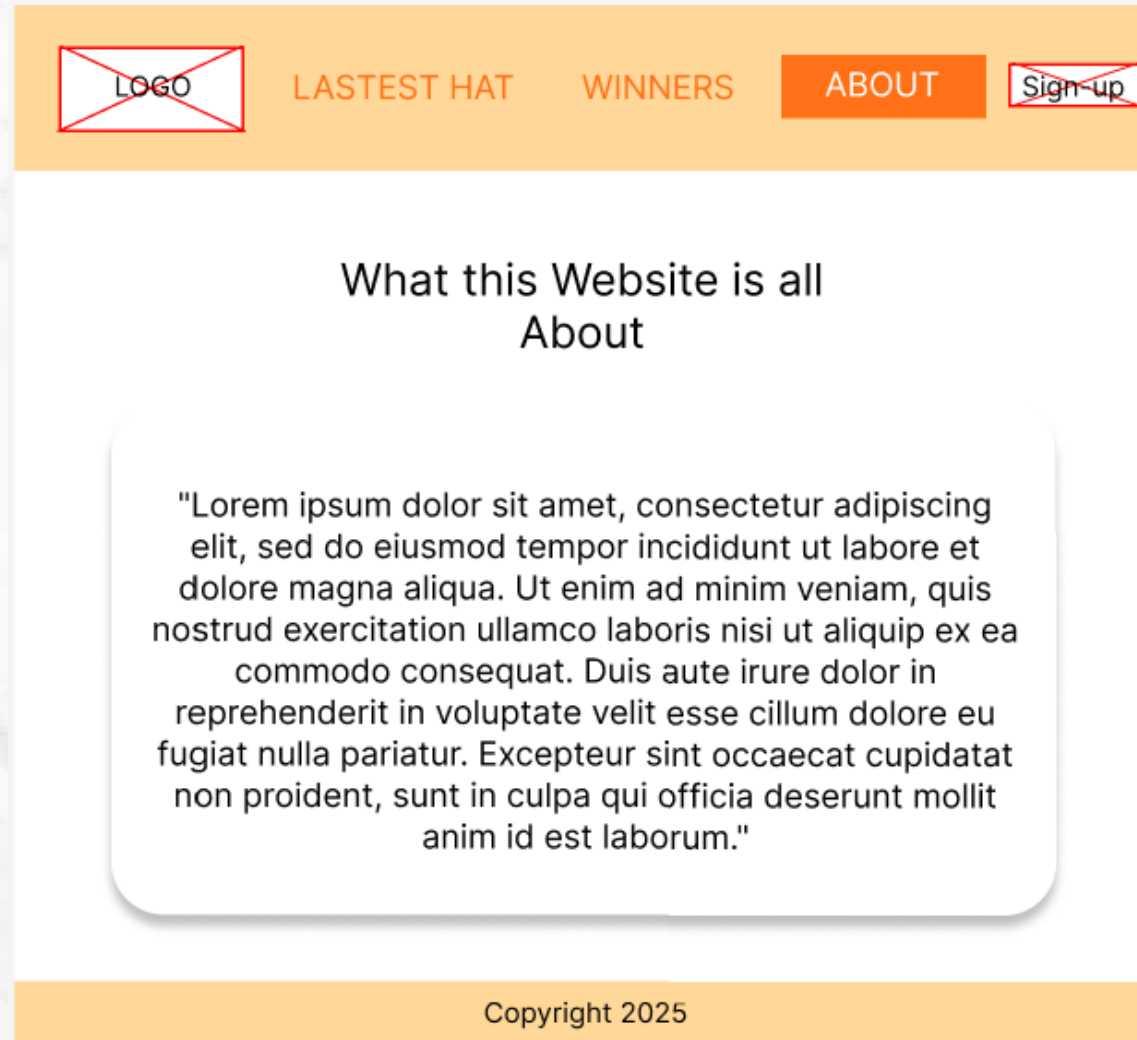 LOGO LASTEST HAT WINNERS ABOUT Sign-up
What this Website is all
About
"Lorem ipsum dolor sit amet, consectetur adipiscing
elit, sed do eiusmod tempor incididunt ut labore et
dolore magna aliqua. Ut enim ad minim veniam, quis
nostrud exercitation ullamco laboris nisi ut aliquip ex ea
commodo consequat. Duis aute irure dolor in
reprehenderit in voluptate velit esse cillum dolore eu
fugiat nulla pariatur. Excepteur sint occaecat cupidatat
non proident, sunt in culpa qui officia deserunt mollit
anim id est laborum."
Copyright 2025